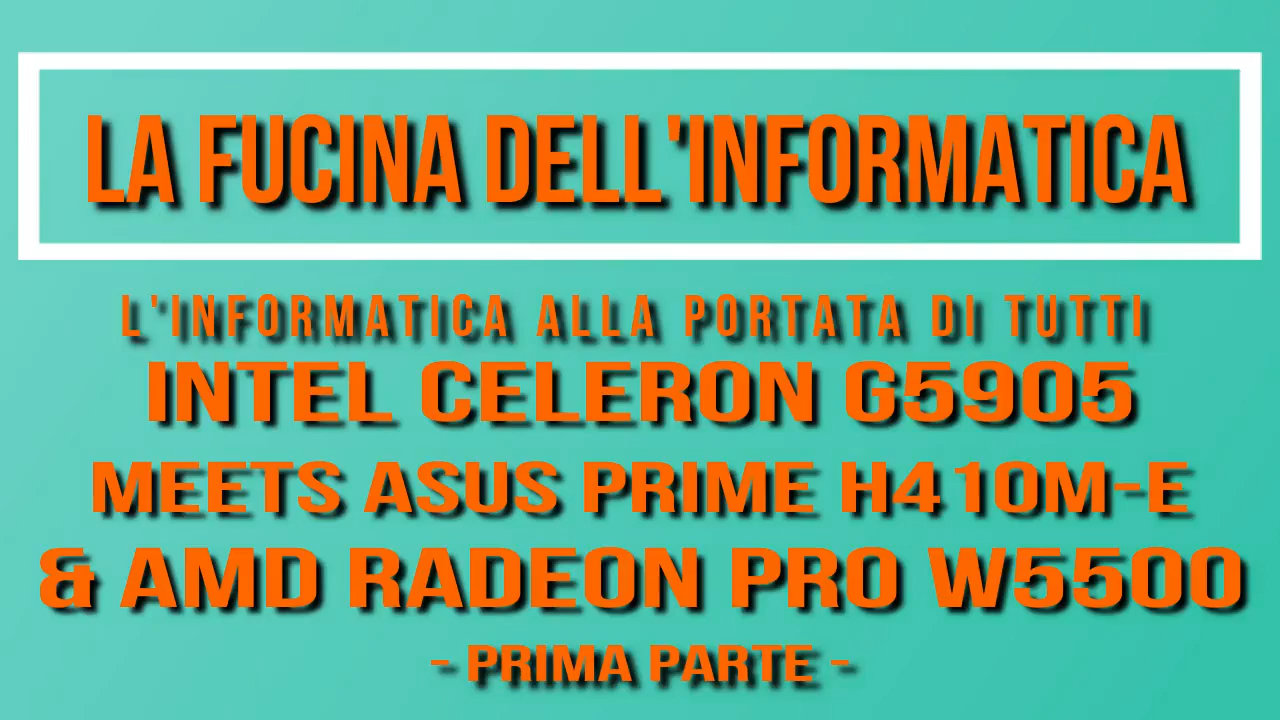 LA FUCINA DELL'INFORMATICA
L'INFORMATICA ALLA PORTATA DI TUTTI
INTEL CELERON G5905
MEETS ASUS PRIME H410M-E
& AMD RADEON PRO W5500
- PRIMA PARTE -